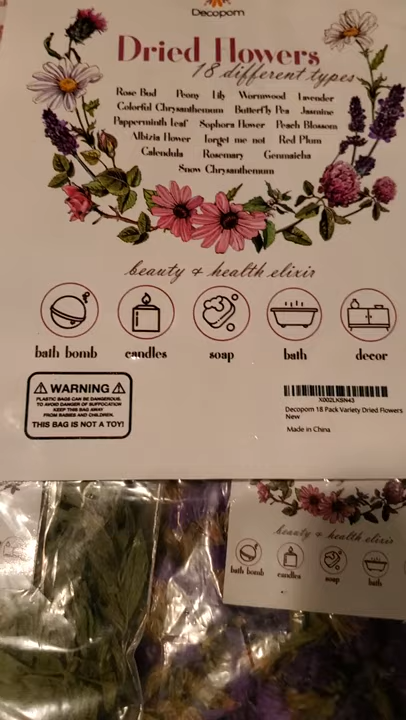 Decopom
Dried Flowers
18 different types
Rose Bud Peony Lily Wormwood Lavender
Colorful Chrysanthemum Butterfly Pea Jasmine
Pepperminth Leaf Sophora Flower Peach Blossom
Albizia Flower forget me not Red Plum
Calendula Rosemary Genmaicha
Snow Chrysanthemum
beauty & health elixir
bath bomb candles soap bath decor
WARNING
PLASTIC BAGS CAN BE DANGEROUS.
TO AVOID DANGER OF SUFFOCATION
KEEP THIS BAG AWAY
FROM BABIES AND CHILDREN.
THIS BAG IS NOT A TOY!
X002LKSN43
Decopom 18 Pack Variety Dried Flowers
New
Made in China
beauty & health elixir
bath bomb candles soap bath